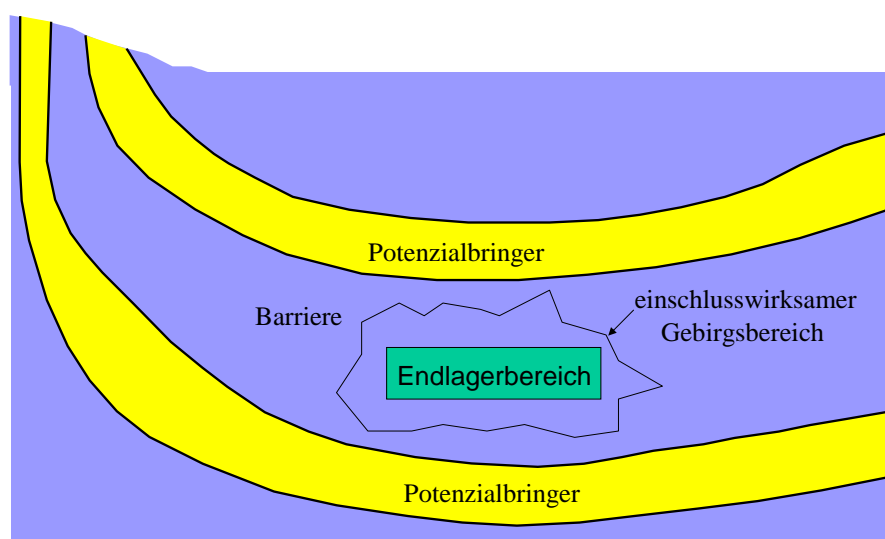 Potenzialbringer
Barriere
einschlusswirksamer
Gebirgsbereich
Endlagerbereich
Potenzialbringer